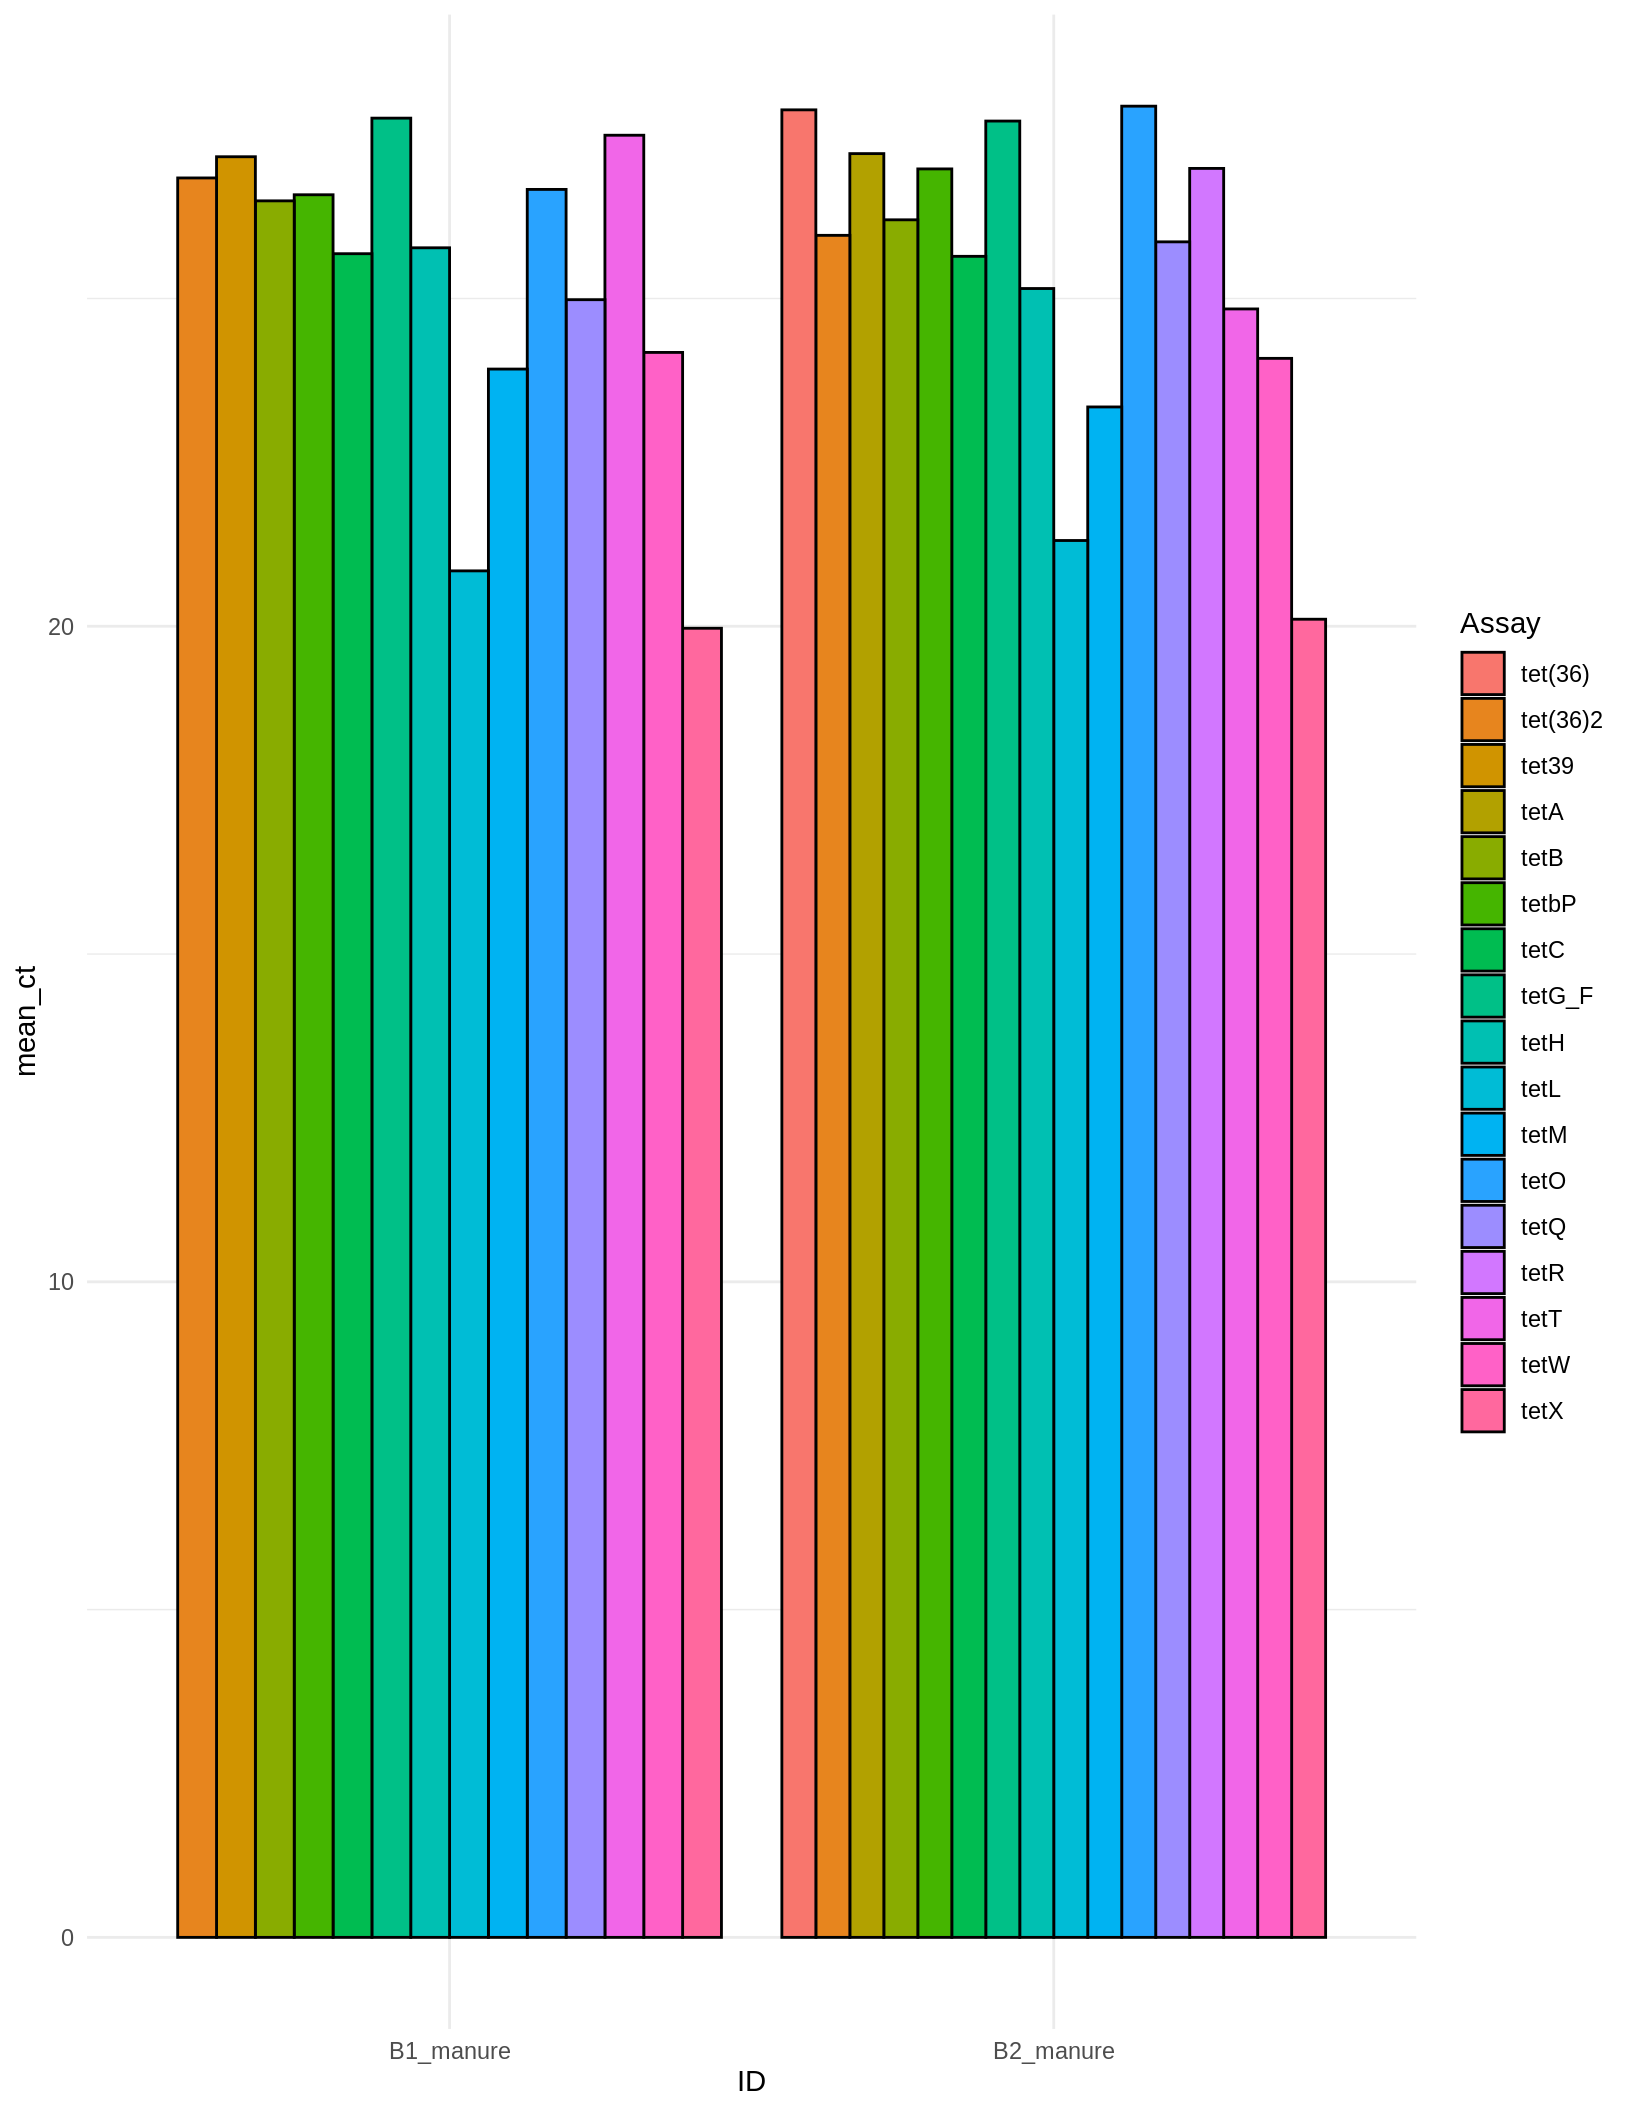 mean_ct
20
10
0
B1_manure
B2_manure
ID
Assay
tet(36)
tet(36)2
tet39
tetA
tetB
tetbP
tetC
tetG_F
tetH
tetL
tetM
tetO
tetQ
tetR
tetT
tetW
tetX